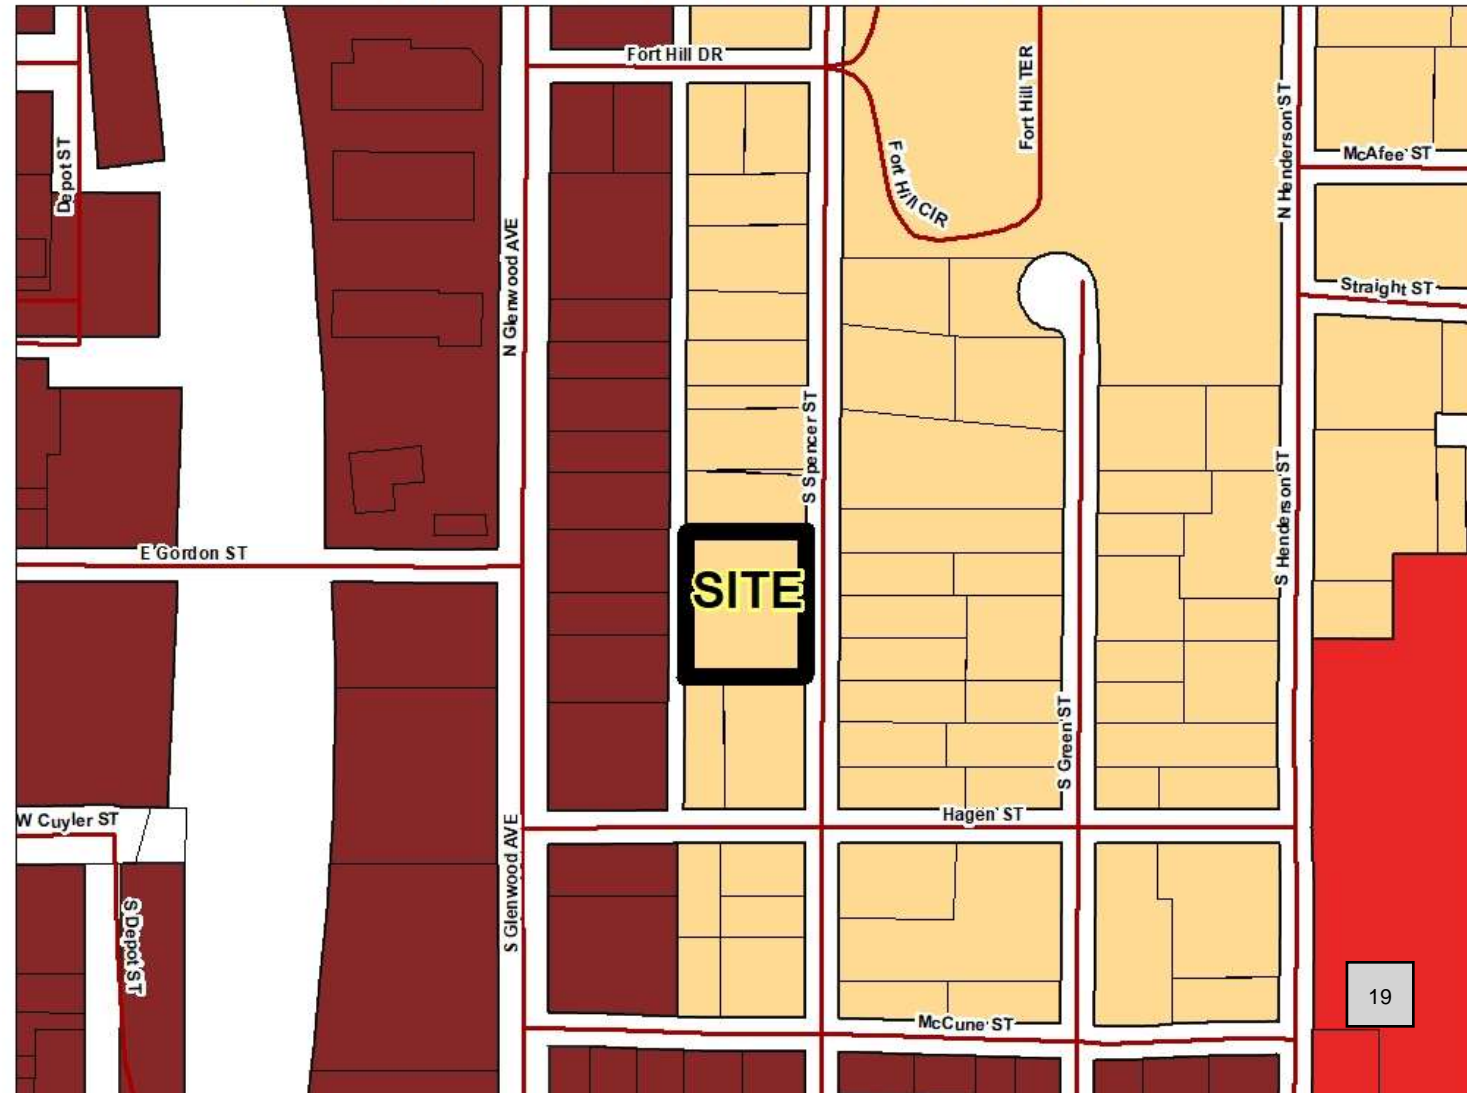 Fort Hill DR
Fort Hill TER
N Henderson ST
McAfee ST
Depot ST
Fort Hill CIR
N Glenwood AVE
Straight ST
S Spencer ST
S Henderson ST
E Gordon ST
SITE
S Green ST
W Cuyler ST
Hagen ST
S Glenwood AVE
S Depot ST
19
McCune ST